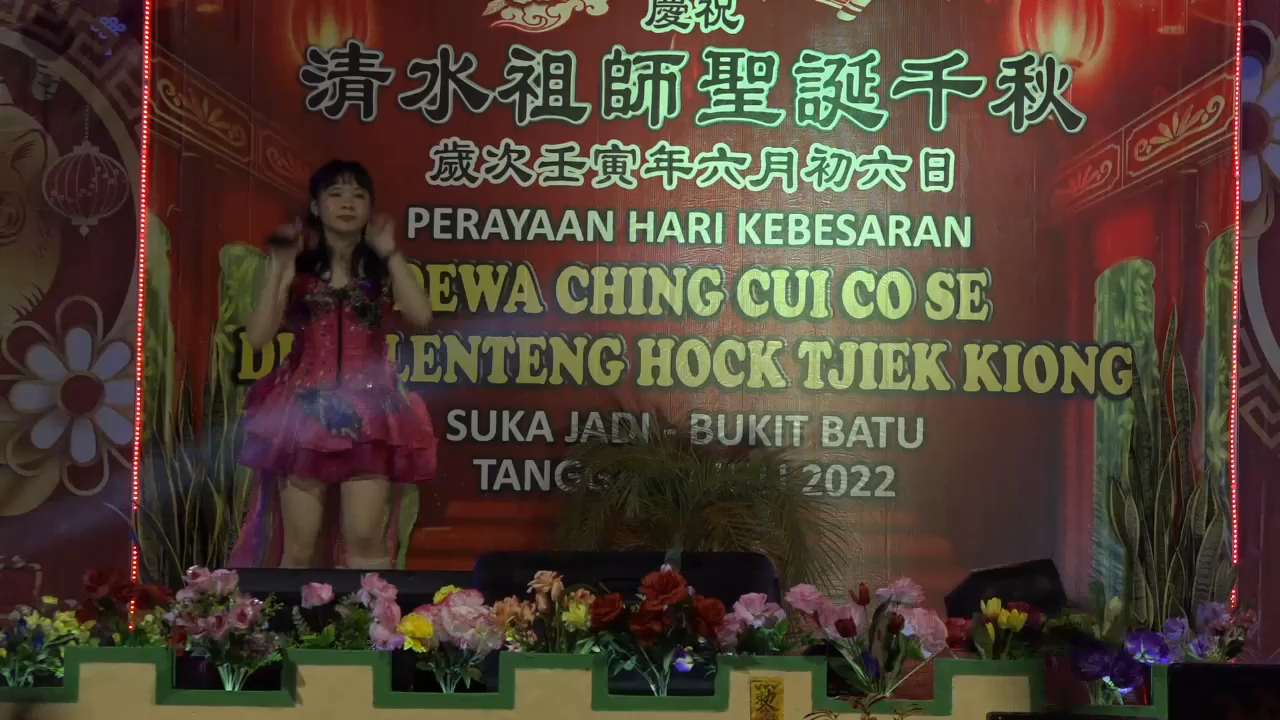 慶祝
清水祖師聖誕千秋
歲次壬寅年六月初六日
PERAYAAN HARI KEBESARAN
DEWA CHING CUI CO SE
KLENTENG HOCK TJIEK KIONG
SUKA JADI - BUKIT BATU
2022